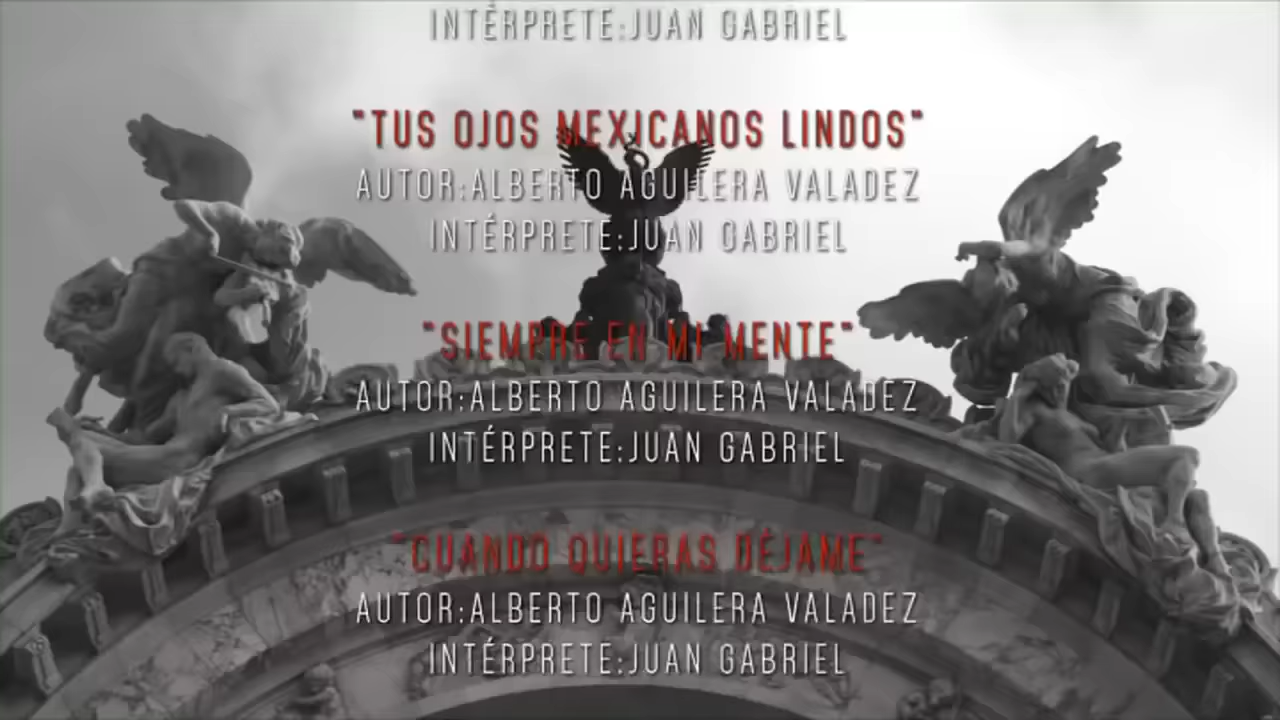 INTÉRPRETE:JUAN GABRIEL
"TUS OJOS MEXICANOS LINDOS"
AUTOR:ALBERTO AGUILERA VALADEZ
INTÉRPRETE:JUAN GABRIEL
"SIEMPRE EN MI MENTE"
AUTOR:ALBERTO AGUILERA VALADEZ
INTÉRPRETE:JUAN GABRIEL
"CUANDO QUIERAS DÉJAME"
AUTOR:ALBERTO AGUILERA VALADEZ
INTÉRPRETE:JUAN GABRIEL